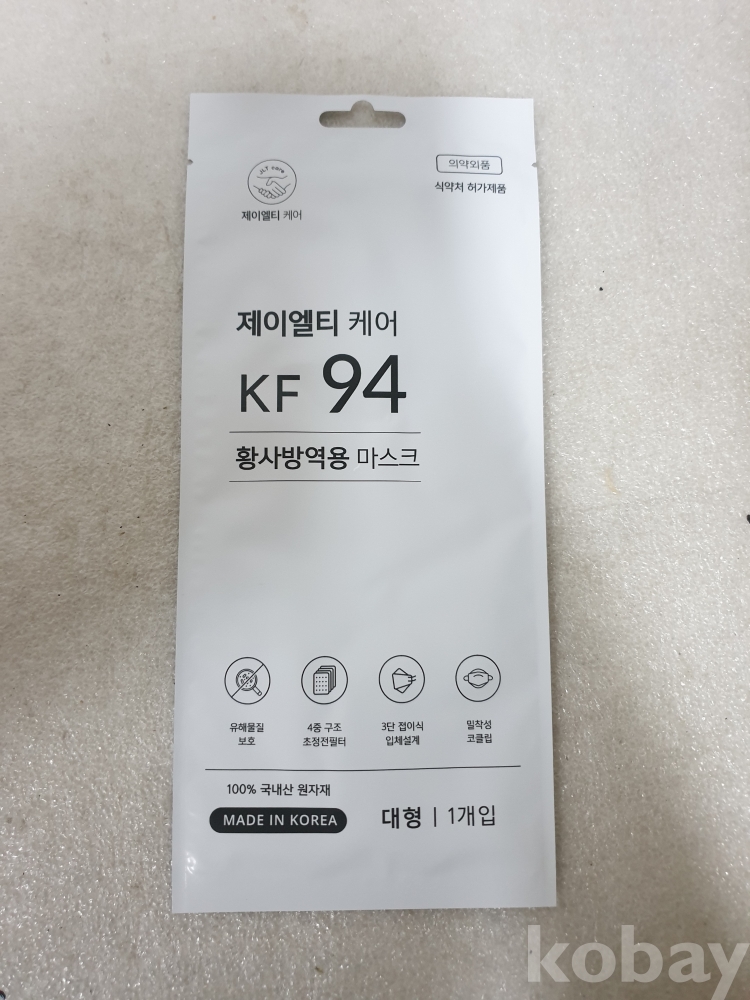 JLT care
제이엘티 케어
의약외품
식약처 허가제품
제이엘티 케어
KF 94
황사방역용 마스크
유해물질
보호
4중 구조
초정전필터
3단 접이식
입체설계
밀착성
코클립
100% 국내산 원자재
MADE IN KOREA
대형 | 1개입
kobay